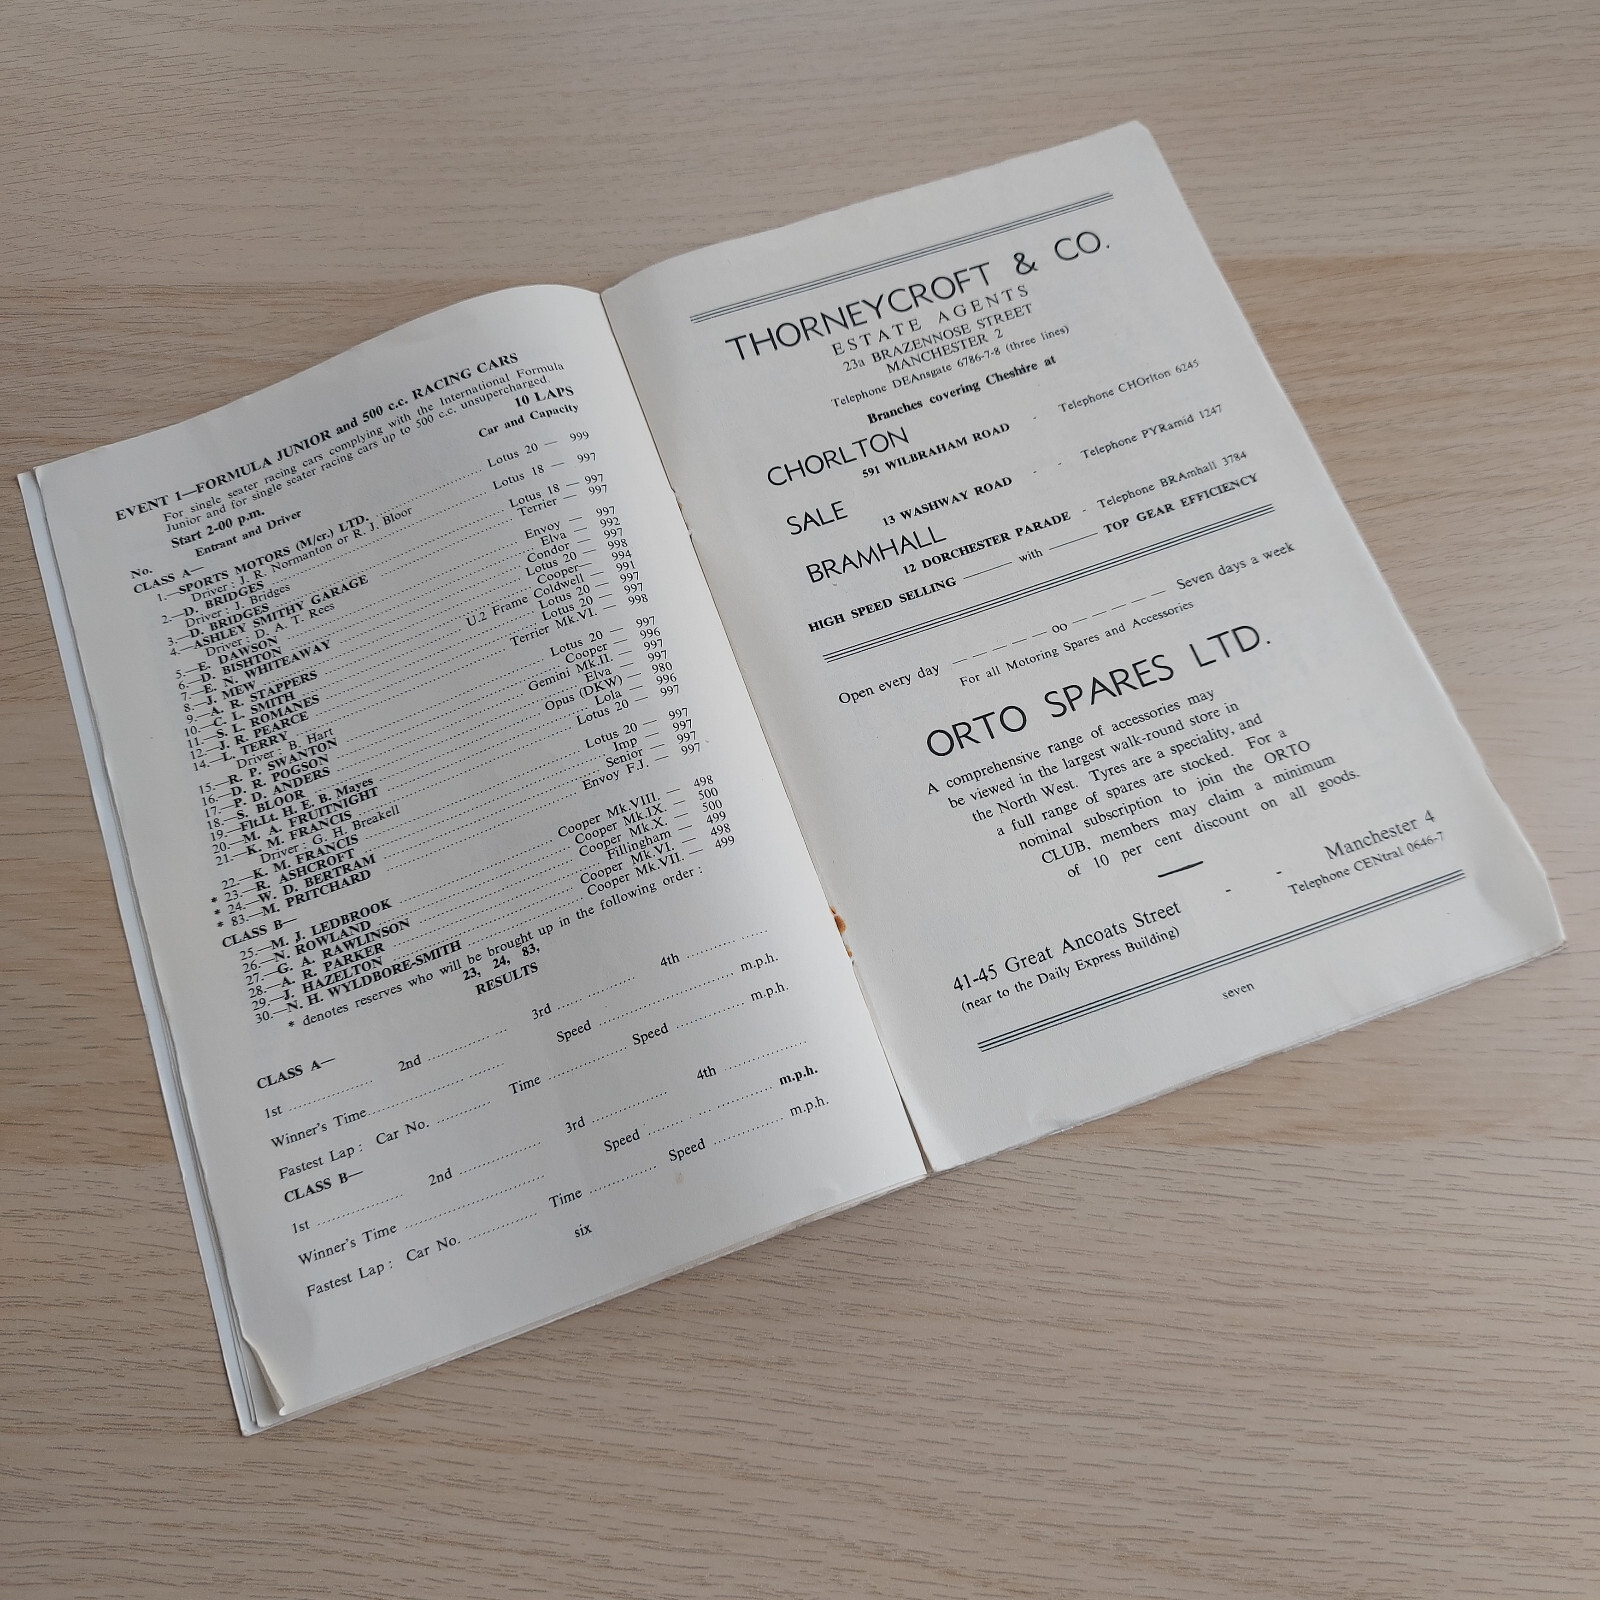 EVENT 1—FORMULA JUNIOR and 500 c.c. RACING CARS
For single seater racing cars complying with the International Formula
Junior and for single seater racing cars up to 500 c.c. unsupercharged.
Start 2-00 p.m. 10 LAPS
No. Entrant and Driver Car and Capacity
CLASS A—
1.—SPORTS MOTORS (M/cr.) LTD. Lotus 20 — 999
Driver: J. R. Normanton or R. J. Bloor
2.—D. BRIDGES Lotus 18 — 997
Driver: J. Bridges
3.—D. BRIDGES Lotus 18 — 997
4.—ASHLEY SMITHY GARAGE Terrier — 997
Driver: D. A. T. Rees
5.—E. DAWSON Envoy — 997
6.—D. BISHTON Elva — 992
7.—E. N. WHITEAWAY Condor — 997
8.—J. MEW Lotus 20 — 998
9.—A. R. STAPPERS Cooper — 994
10.—C. L. SMITH U.2 Frame Coldwell — 991
11.—S. L. ROMANES Lotus 20 — 997
12.—J. R. PEARCE Lotus 20 — 997
14.—L. TERRY Terrier Mk.VI. — 998
Driver: B. Hart
15.—R. P. SWANTON Lotus 20 — 997
16.—D. R. POGSON Cooper — 996
17.—P. D. ANDERS Gemini Mk.II. — 997
18.—S. BLOOR Elva — 997
19.—Flt.Lt. H. E. B. Mayes Opus (DKW) — 980
20.—M. A. FRUITNIGHT Lola — 996
21.—K. M. FRANCIS Lotus 20 — 997
Driver: G. H. Breakell
22.—K. M. FRANCIS Lotus 20 — 997
* 23.—R. ASHCROFT Imp — 997
* 24.—W. D. BERTRAM Senior — 997
* 83.—M. PRITCHARD Envoy F.J. — 997
CLASS B—
25.—M. J. LEDBROOK Cooper Mk.VIII. — 498
26.—N. ROWLAND Cooper Mk.IX. — 500
27.—G. A. RAWLINSON Cooper Mk.X. — 500
28.—A. R. PARKER Fillingham — 499
29.—J. HAZELTON Cooper Mk.VI. — 498
30.—N. H. WYLDBORE-SMITH Cooper Mk.VII. — 499
* denotes reserves who will be brought up in the following order :
23, 24, 83,
RESULTS
CLASS A—
1st 2nd 3rd 4th
Winner's Time Speed m.p.h.
Fastest Lap : Car No. Time Speed m.p.h.
CLASS B—
1st 2nd 3rd 4th
Winner's Time Speed m.p.h.
Fastest Lap : Car No. Time Speed m.p.h.
six
THORNEYCROFT & CO.
ESTATE AGENTS
23a BRAZENNOSE STREET
MANCHESTER 2
Telephone DEAnsgate 6786-7-8 (three lines)
Branches covering Cheshire at
CHORLTON
591 WILBRAHAM ROAD - Telephone CHOrlton 6245
SALE
13 WASHWAY ROAD - - Telephone PYRamid 1247
BRAMHALL
12 DORCHESTER PARADE - Telephone BRAmhall 3784
HIGH SPEED SELLING —— with —— TOP GEAR EFFICIENCY
Open every day — — — — — oo — — — — — Seven days a week
For all Motoring Spares and Accessories
ORTO SPARES LTD.
A comprehensive range of accessories may
be viewed in the largest walk-round store in
the North West. Tyres are a speciality, and
a full range of spares are stocked. For a
nominal subscription to join the ORTO
CLUB, members may claim a minimum
of 10 per cent discount on all goods.
41-45 Great Ancoats Street - - Manchester 4
(near to the Daily Express Building) Telephone CENtral 0646-7
seven